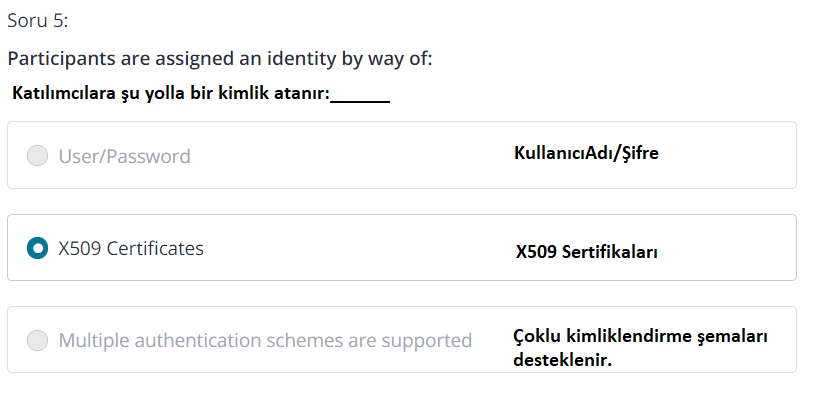 Soru 5:
Participants are assigned an identity by way of:
Katılımcılara şu yolla bir kimlik atanır:______
User/Password
KullanıcıAdı/Şifre
X509 Certificates
X509 Sertifikaları
Multiple authentication schemes are supported
Çoklu kimliklendirme şemaları
desteklenir.